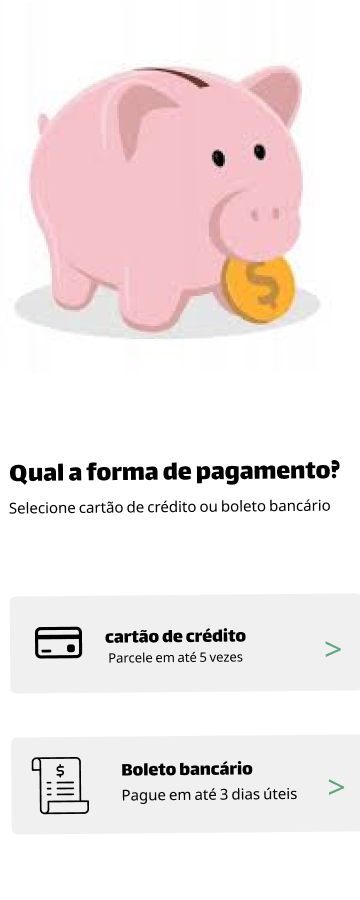 Qual a forma de pagamento?
Selecione cartão de crédito ou boleto bancário
cartão de crédito
Parcele em até 5 vezes
>
Boleto bancário
Pague em até 3 dias úteis
>
$
$